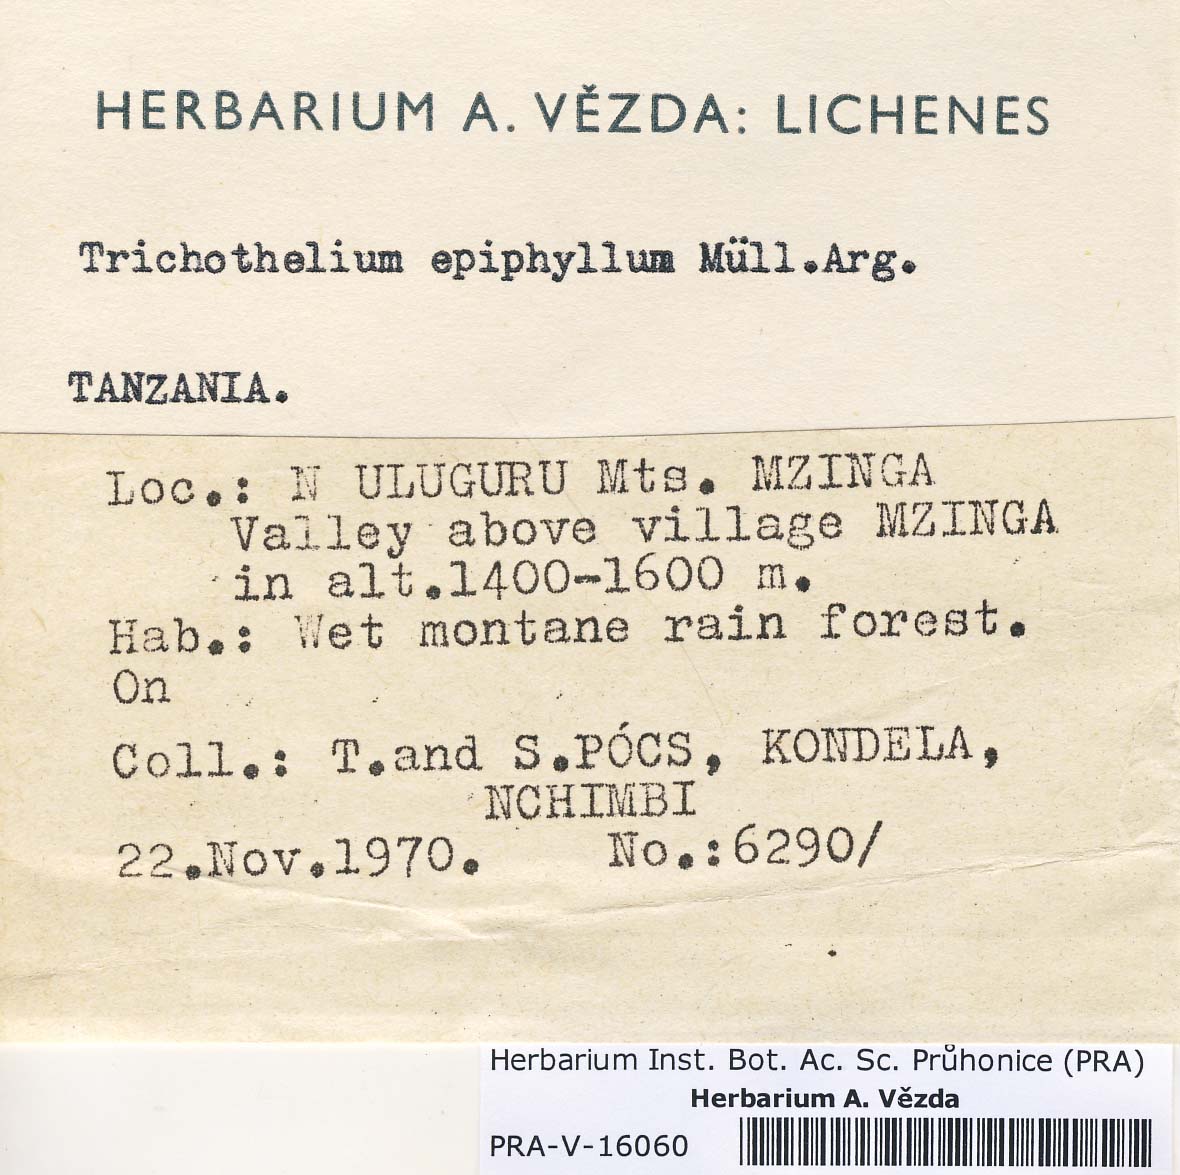 HERBARIUM A. VĚZDA: LICHENES
Trichothelium epiphyllum Müll.Arg.
TANZANIA.
Loc.: N ULUGURU Mts. MZINGA
Valley above village MZINGA
in alt.1400-1600 m.
Hab.: Wet montane rain forest.
On
Coll.: T.and S.PÓCS, KONDELA,
NCHIMBI
22.Nov.1970. No.:6290/
Herbarium Inst. Bot. Ac. Sc. Průhonice (PRA)
Herbarium A. Vězda
PRA-V-16060